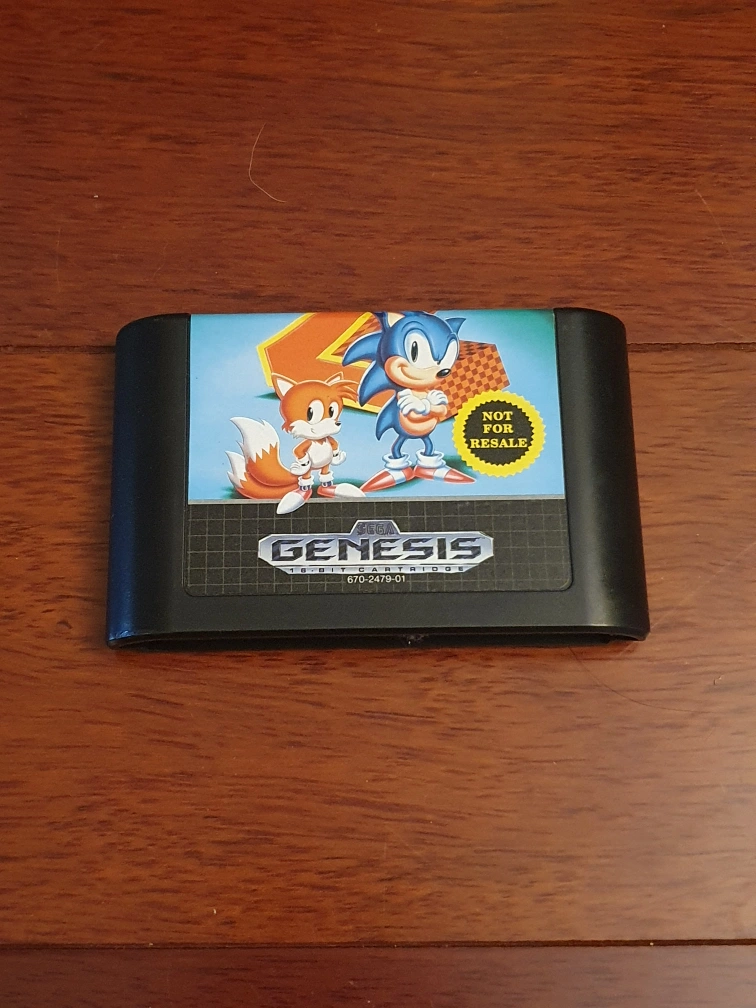 NOT
FOR
RESALE
SEGA
GENESIS
16-BIT CARTRIDGE
670-2479-01